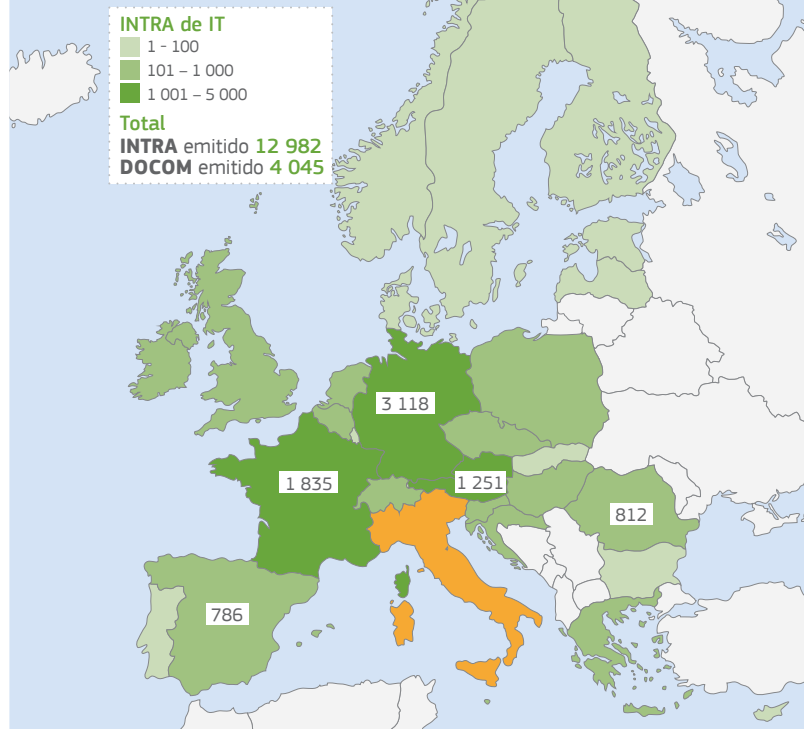 INTRA de IT
1 - 100
101 – 1 000
1 001 – 5 000
Total
INTRA emitido 12 982
DOCOM emitido 4 045
3 118
1 835
1 251
812
786